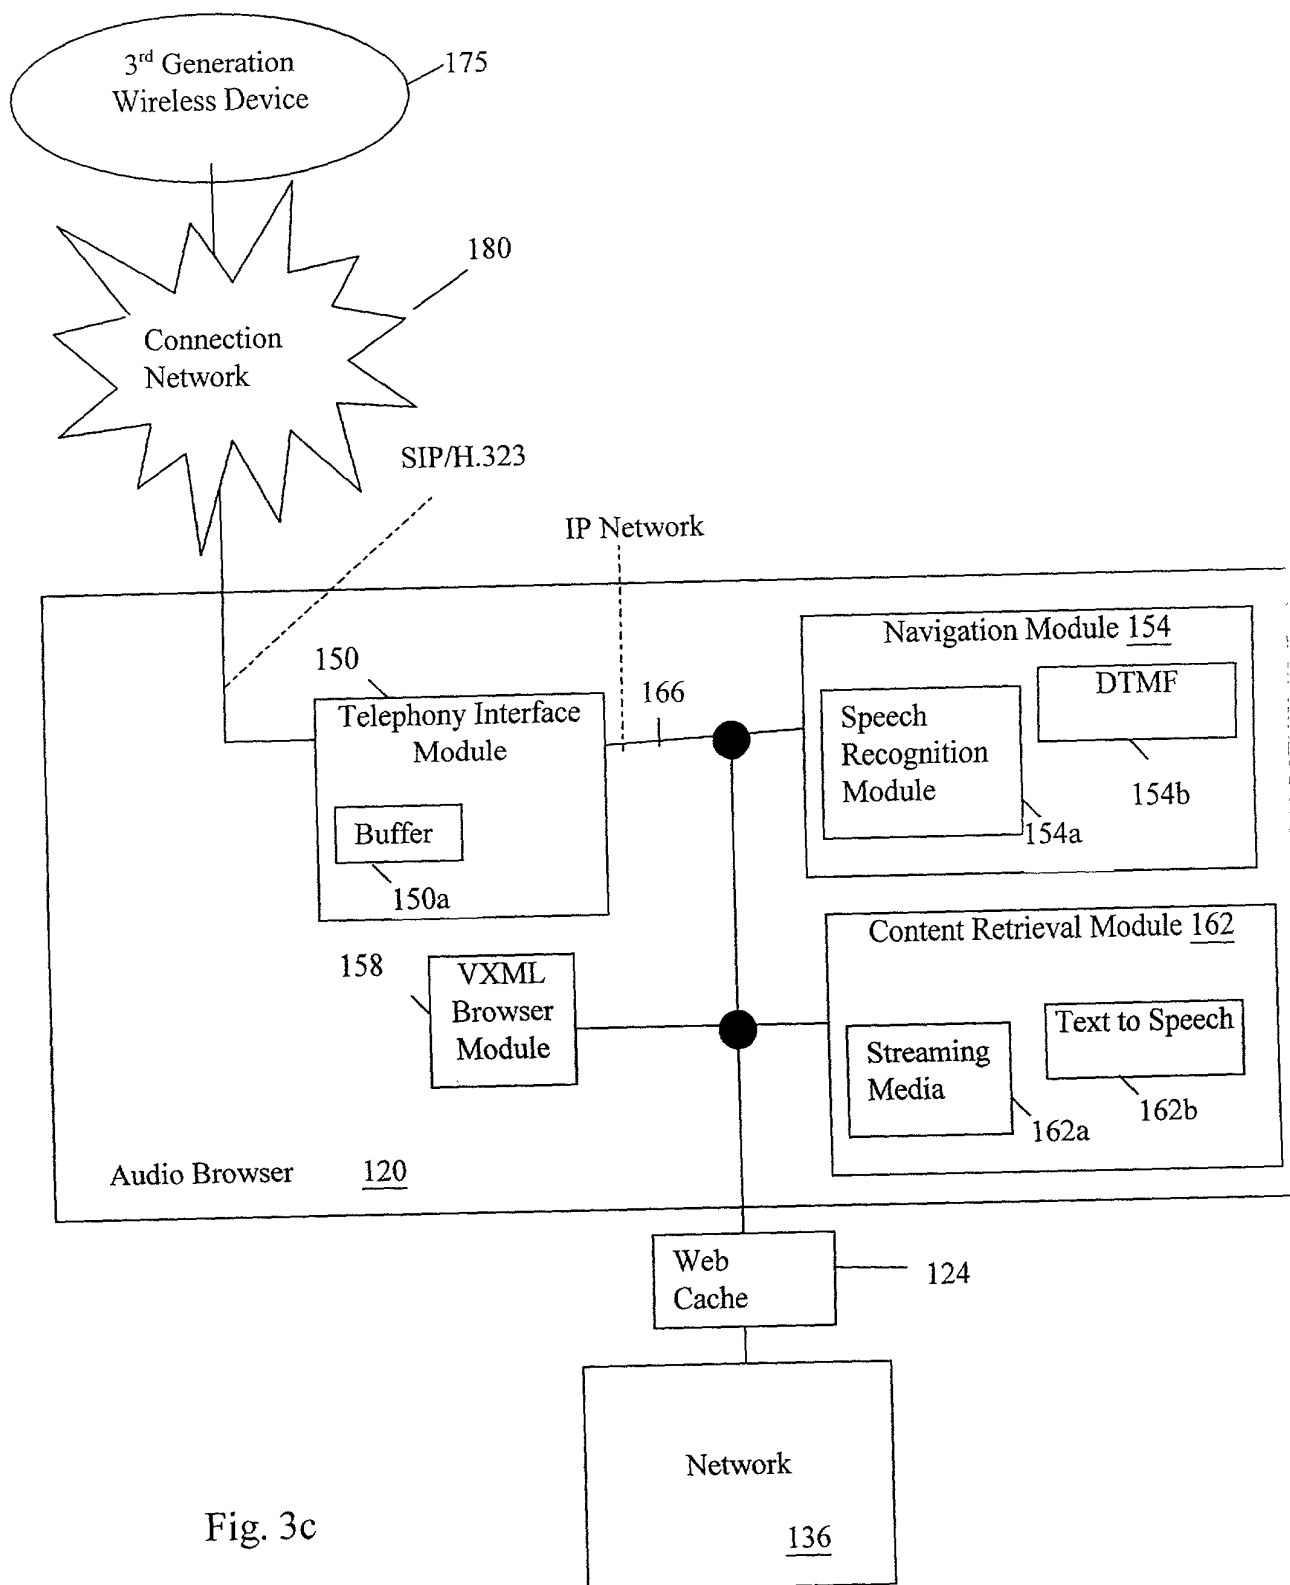 3rd Generation
Wireless Device
175
180
Connection
Network
SIP/H.323
IP Network
150
Telephony Interface
Module
Buffer
150a
166
Navigation Module 154
Speech
Recognition
Module
DTMF
154a
154b
158
VXML
Browser
Module
Content Retrieval Module 162
Streaming
Media
Text to Speech
162a
162b
Audio Browser 120
Web
Cache
124
Network
136
Fig. 3c